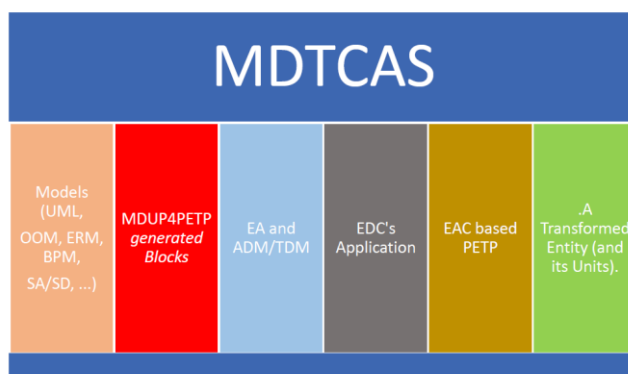 MDTCAS
Models
(UML,
OOM, ERM,
BPM,
SA/SD, ...)
MDUP4PETP
generated
Blocks
EA and
ADM/TDM
EDC's
Application
EAC based
PETP
.A
Transformed
Entity (and
its Units).